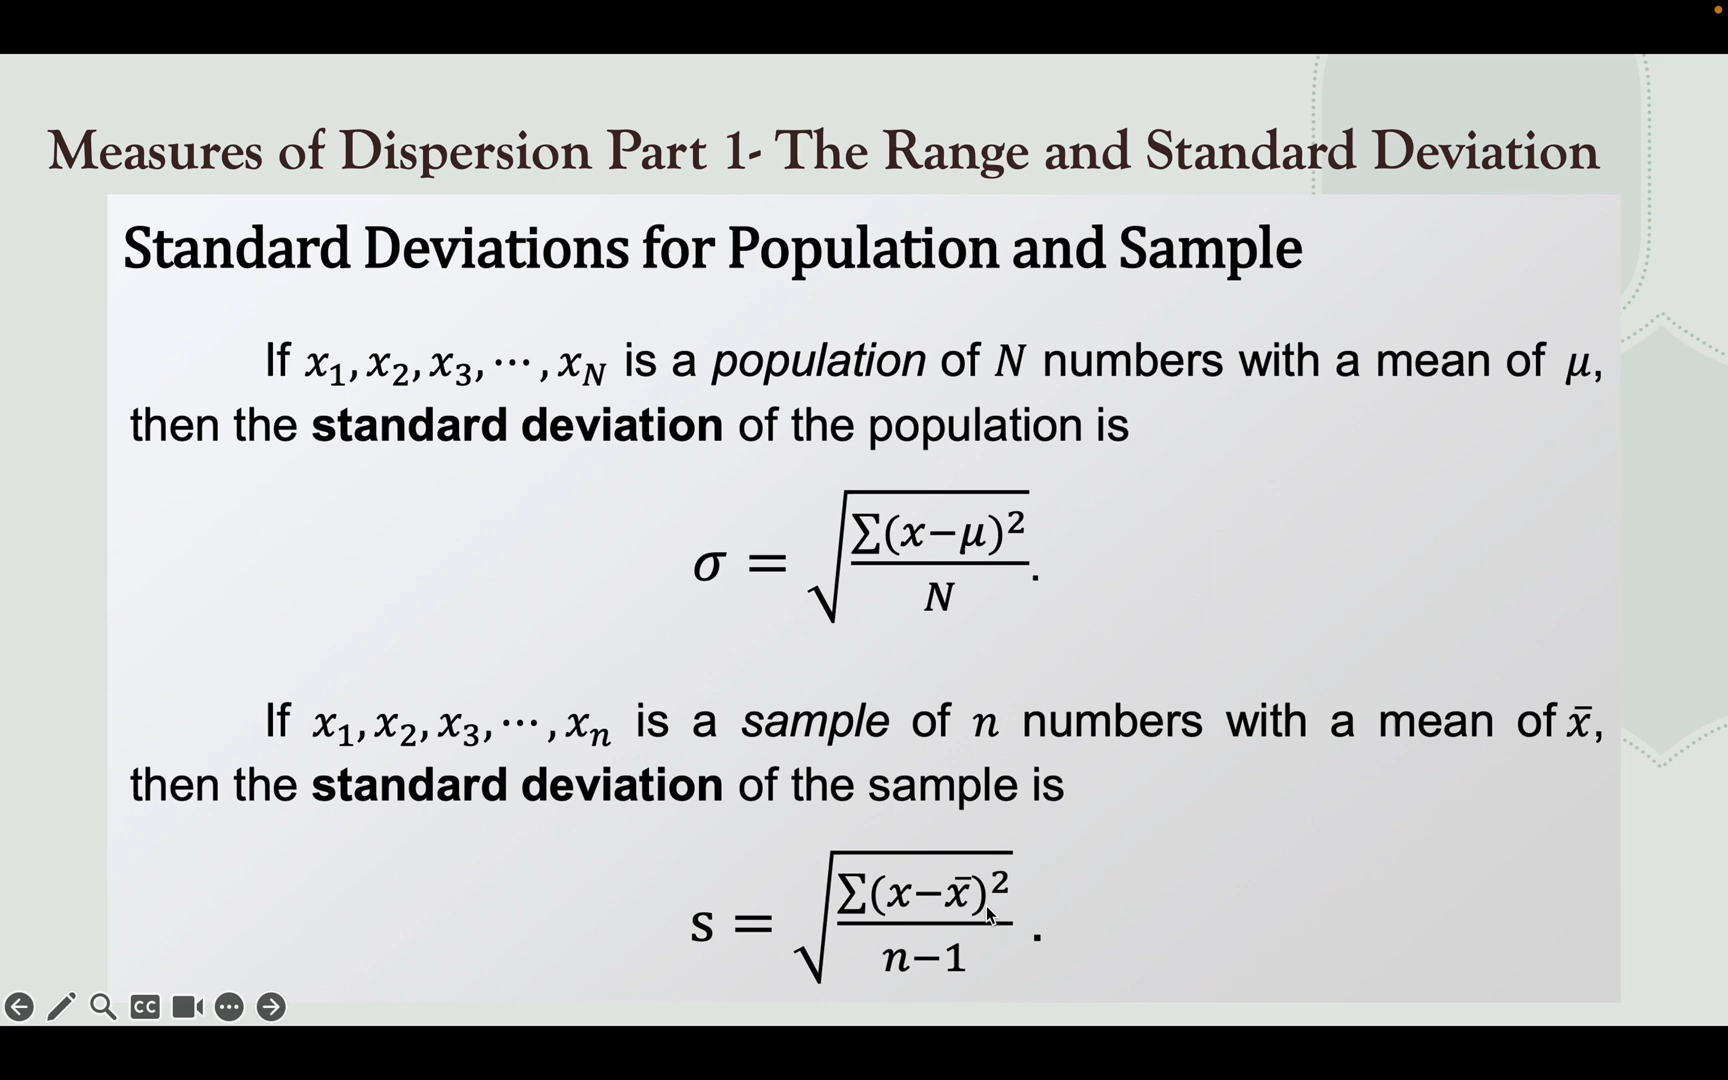 Measures of Dispersion Part 1- The Range and Standard Deviation
Standard Deviations for Population and Sample
If x₁, x₂, x₃, ⋯ , x_N is a population of N numbers with a mean of μ,
then the standard deviation of the population is
σ = √(∑(x−μ)²/N).
If x₁, x₂, x₃, ⋯ , xₙ is a sample of n numbers with a mean of x̄,
then the standard deviation of the sample is
s = √(∑(x−x̄)²/(n−1)) .
CC